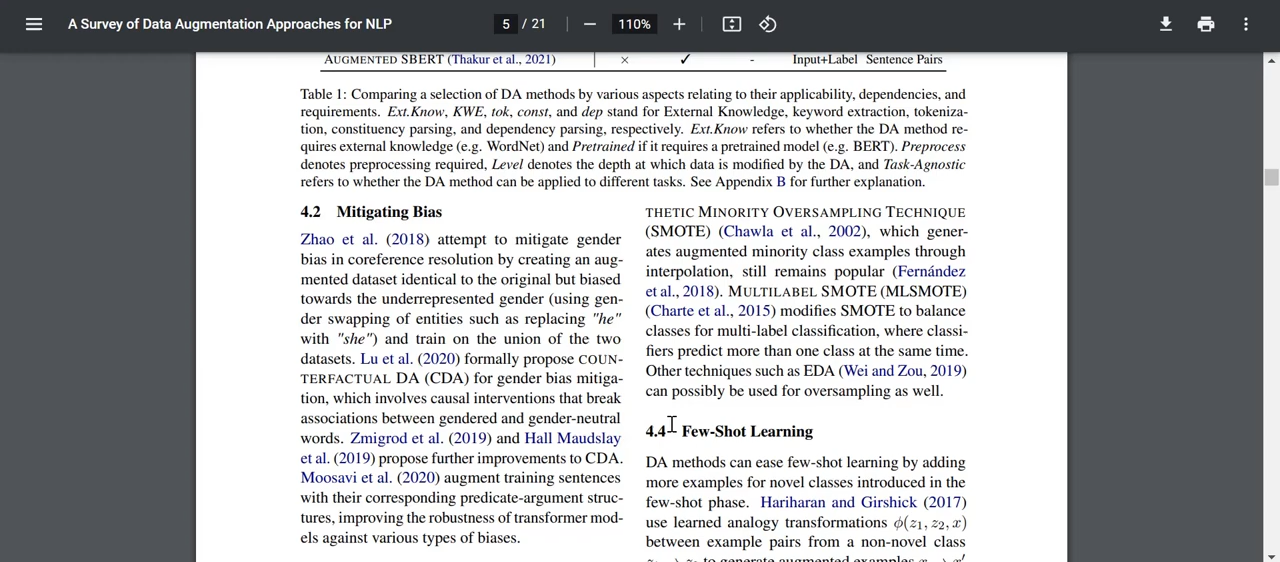 A Survey of Data Augmentation Approaches for NLP
5 / 21
110%
AUGMENTED SBERT (Thakur et al., 2021) × ✓ - Input+Label Sentence Pairs
Table 1: Comparing a selection of DA methods by various aspects relating to their applicability, dependencies, and
requirements. Ext.Know, KWE, tok, const, and dep stand for External Knowledge, keyword extraction, tokeniza-
tion, constituency parsing, and dependency parsing, respectively. Ext.Know refers to whether the DA method re-
quires external knowledge (e.g. WordNet) and Pretrained if it requires a pretrained model (e.g. BERT). Preprocess
denotes preprocessing required, Level denotes the depth at which data is modified by the DA, and Task-Agnostic
refers to whether the DA method can be applied to different tasks. See Appendix B for further explanation.
4.2 Mitigating Bias
Zhao et al. (2018) attempt to mitigate gender
bias in coreference resolution by creating an aug-
mented dataset identical to the original but biased
towards the underrepresented gender (using gen-
der swapping of entities such as replacing "he"
with "she") and train on the union of the two
datasets. Lu et al. (2020) formally propose COUN-
TERFACTUAL DA (CDA) for gender bias mitiga-
tion, which involves causal interventions that break
associations between gendered and gender-neutral
words. Zmigrod et al. (2019) and Hall Maudslay
et al. (2019) propose further improvements to CDA.
Moosavi et al. (2020) augment training sentences
with their corresponding predicate-argument struc-
tures, improving the robustness of transformer mod-
els against various types of biases.
THETIC MINORITY OVERSAMPLING TECHNIQUE
(SMOTE) (Chawla et al., 2002), which gener-
ates augmented minority class examples through
interpolation, still remains popular (Fernández
et al., 2018). MULTILABEL SMOTE (MLSMOTE)
(Charte et al., 2015) modifies SMOTE to balance
classes for multi-label classification, where classi-
fiers predict more than one class at the same time.
Other techniques such as EDA (Wei and Zou, 2019)
can possibly be used for oversampling as well.
4.4 Few-Shot Learning
DA methods can ease few-shot learning by adding
more examples for novel classes introduced in the
few-shot phase. Hariharan and Girshick (2017)
use learned analogy transformations ϕ(z₁, z₂, x)
between example pairs from a non-novel class
to generate augmented examples